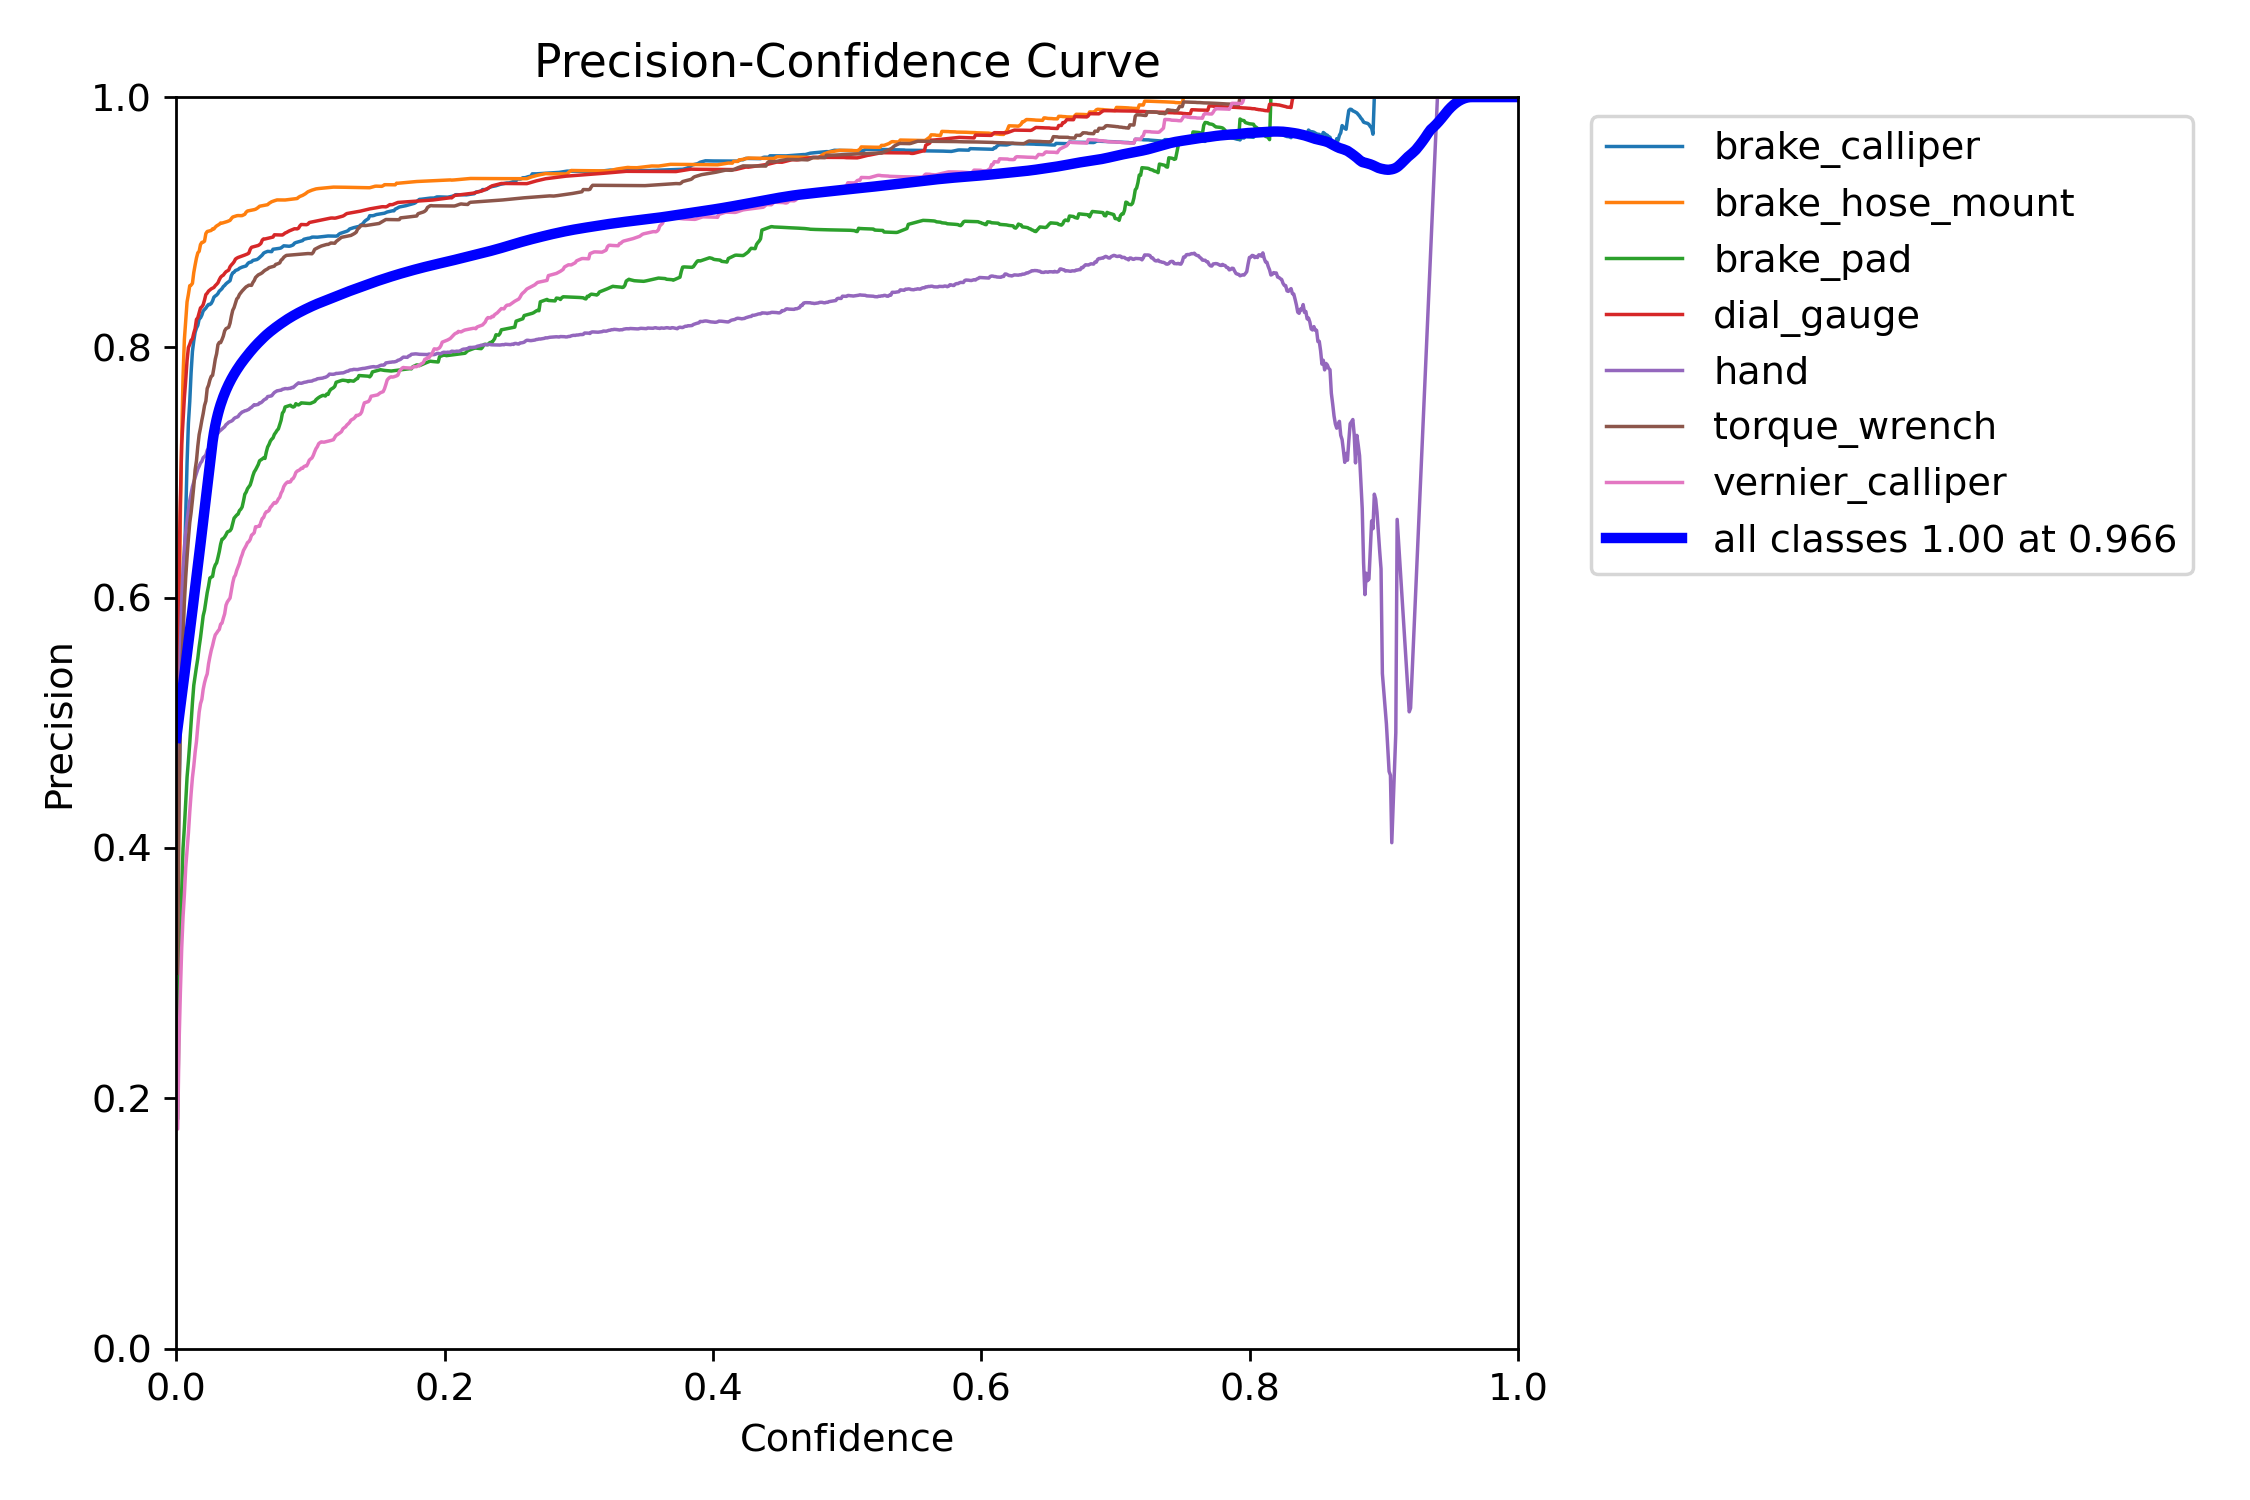 Precision-Confidence Curve
1.0
0.8
0.6
0.4
0.2
0.0
Precision
0.0 0.2 0.4 0.6 0.8 1.0
Confidence
brake_calliper
brake_hose_mount
brake_pad
dial_gauge
hand
torque_wrench
vernier_calliper
all classes 1.00 at 0.966